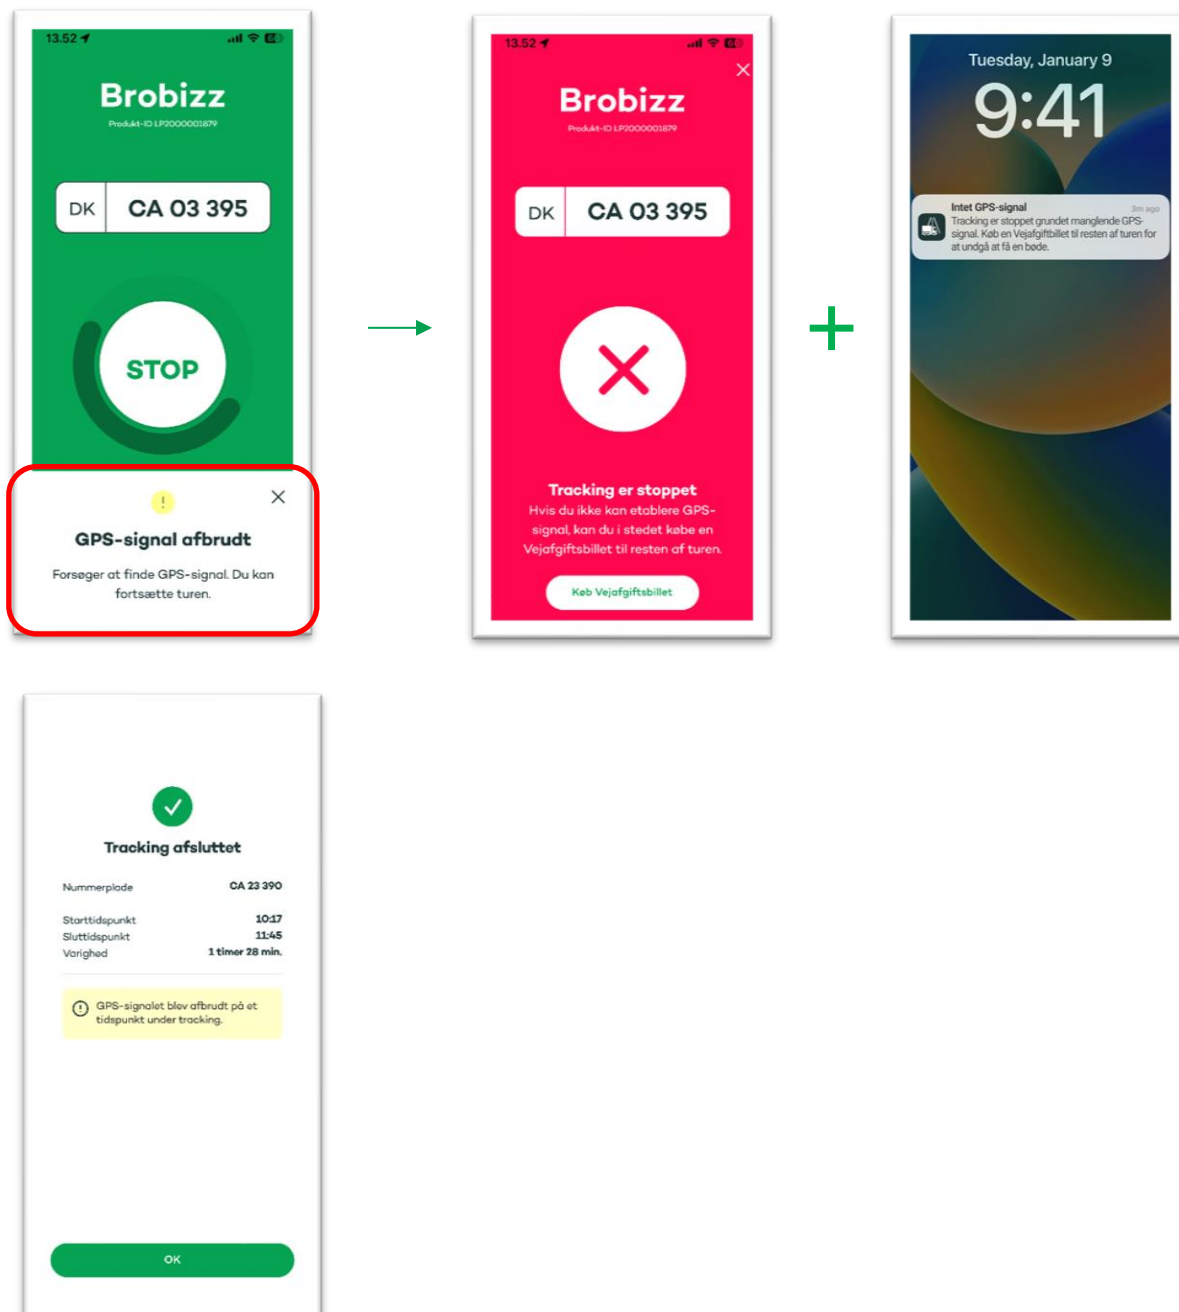 13.52
Brobizz
Produkt-ID LP2000001879
DK CA 03 395
STOP
GPS-signal afbrudt
Forsøger at finde GPS-signal. Du kan
fortsætte turen.
13.52
Brobizz
Produkt-ID LP2000001879
DK CA 03 395
Tracking er stoppet
Hvis du ikke kan etablere GPS-
signal, kan du i stedet købe en
Vejafgiftsbillet til resten af turen.
Køb Vejafgiftsbillet
Tuesday, January 9
9:41
Intet GPS-signal 3m ago
Tracking er stoppet grundet manglende GPS-
signal. Køb en Vejafgiftbillet til resten af turen for
at undgå at få en bøde.
Tracking afsluttet
Nummerplade CA 23 390
Starttidspunkt 10:17
Sluttidspunkt 11:45
Varighed 1 timer 28 min.
GPS-signalet blev afbrudt på et
tidspunkt under tracking.
OK